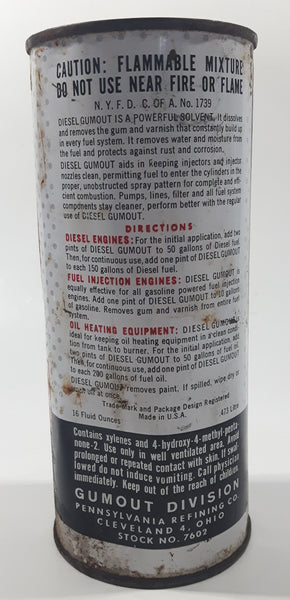 CAUTION: FLAMMABLE MIXTURE
DO NOT USE NEAR FIRE OR FLAME
N.Y.F.D. C. OF A. No. 1739
DIESEL GUMOUT IS A POWERFUL SOLVENT. It dissolves
and removes the gum and varnish that constantly build up
in every fuel system. It removes water and moisture from
the fuel and protects against rust and corrosion.
DIESEL GUMOUT aids in keeping injectors and injector
nozzles clean, permitting fuel to enter the cylinders in the
proper, unobstructed spray pattern for complete and effi-
cient combustion. Pumps, lines, filter and all fuel system
components stay cleaner, perform better with the regular
use of DIESEL GUMOUT.
DIRECTIONS
DIESEL ENGINES: For the initial application, add two
pints of DIESEL GUMOUT to 50 gallons of Diesel fuel.
Then, for continuous use, add one pint of DIESEL GUMOUT
to each 150 gallons of Diesel fuel.
FUEL INJECTION ENGINES: DIESEL GUMOUT is
equally effective for all gasoline powered fuel injection
engines. Add one pint of DIESEL GUMOUT to gallons
of gasoline. Removes gum and varnish from entire fuel
system.
OIL HEATING EQUIPMENT: DIESEL GUMOUT is
ideal for keeping oil heating equipment in a clean condi-
tion from tank to burner. For the initial application, add
two pints of DIESEL GUMOUT to 50 gallons of fuel oil.
Then, for continuous use, add one pint of DIESEL GUMOUT
to each 200 gallons of fuel oil.
DIESEL GUMOUT removes paint. If spilled, wipe dry or
off at once.
Trade Mark and Package Design Registered
16 Fluid Ounces Made in U.S.A. .473 Litre
Contains xylenes and 4-hydroxy-4-methyl-penta-
none-2. Use only in well ventilated area. Avoid
prolonged or repeated contact with skin. If swal-
lowed do not induce vomiting. Call physician
immediately. Keep out of the reach of children.
GUMOUT DIVISION
PENNSYLVANIA REFINING CO.
CLEVELAND 4, OHIO
STOCK NO. 7602